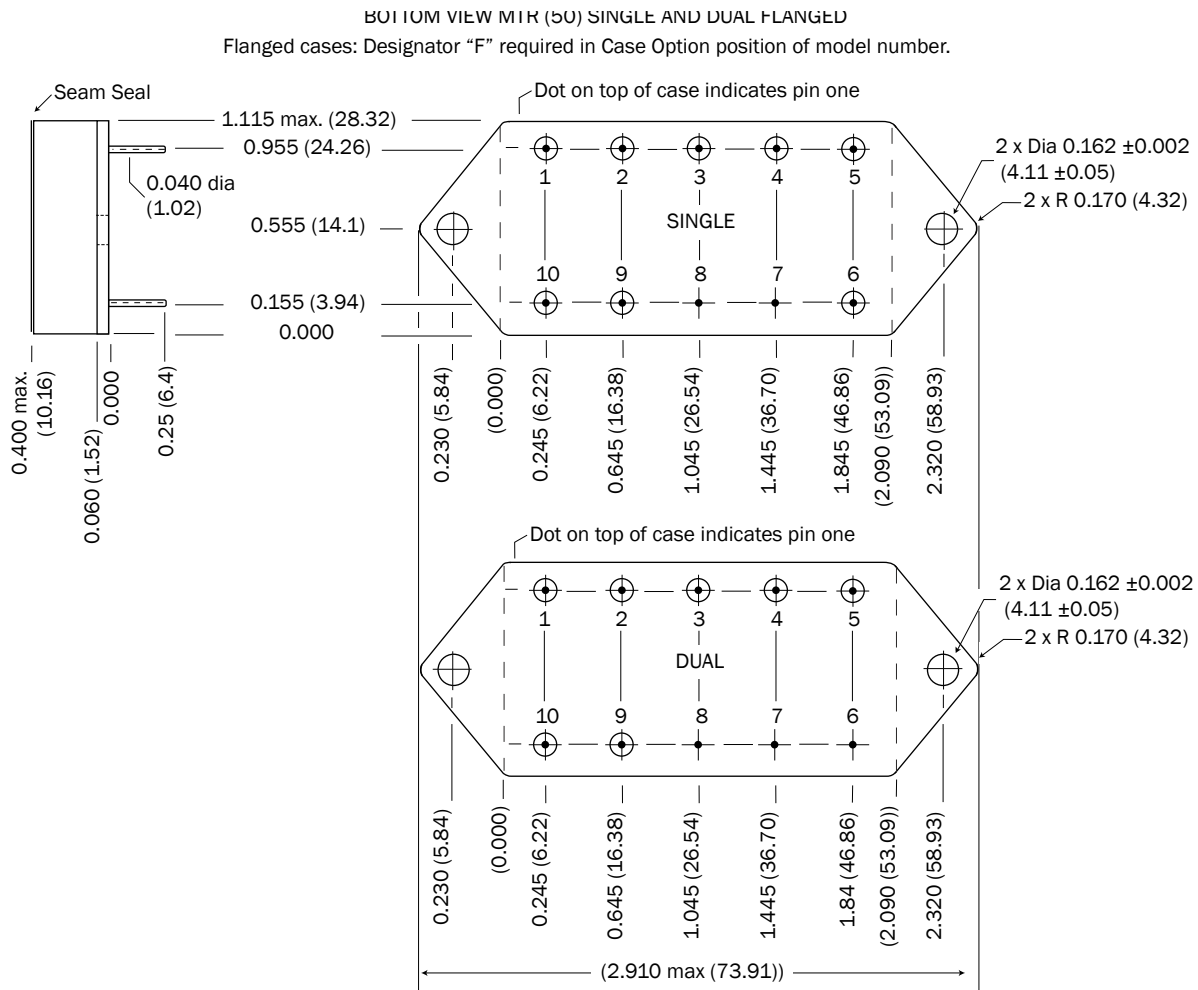 BOTTOM VIEW MTR (50) SINGLE AND DUAL FLANGED
Flanged cases: Designator “F” required in Case Option position of model number.
Seam Seal
Dot on top of case indicates pin one
1.115 max. (28.32)
0.955 (24.26)
0.040 dia
(1.02)
0.555 (14.1)
0.155 (3.94)
0.000
0.400 max.
(10.16)
0.060 (1.52)
0.000
0.25 (6.4)
1 2 3 4 5
SINGLE
10 9 8 7 6
2 x Dia 0.162 ±0.002
(4.11 ±0.05)
2 x R 0.170 (4.32)
0.230 (5.84)
(0.000)
0.245 (6.22)
0.645 (16.38)
1.045 (26.54)
1.445 (36.70)
1.845 (46.86)
(2.090 (53.09))
2.320 (58.93)
Dot on top of case indicates pin one
1 2 3 4 5
DUAL
10 9 8 7 6
2 x Dia 0.162 ±0.002
(4.11 ±0.05)
2 x R 0.170 (4.32)
0.230 (5.84)
(0.000)
0.245 (6.22)
0.645 (16.38)
1.045 (26.54)
1.445 (36.70)
1.84 (46.86)
(2.090 (53.09))
2.320 (58.93)
(2.910 max (73.91))